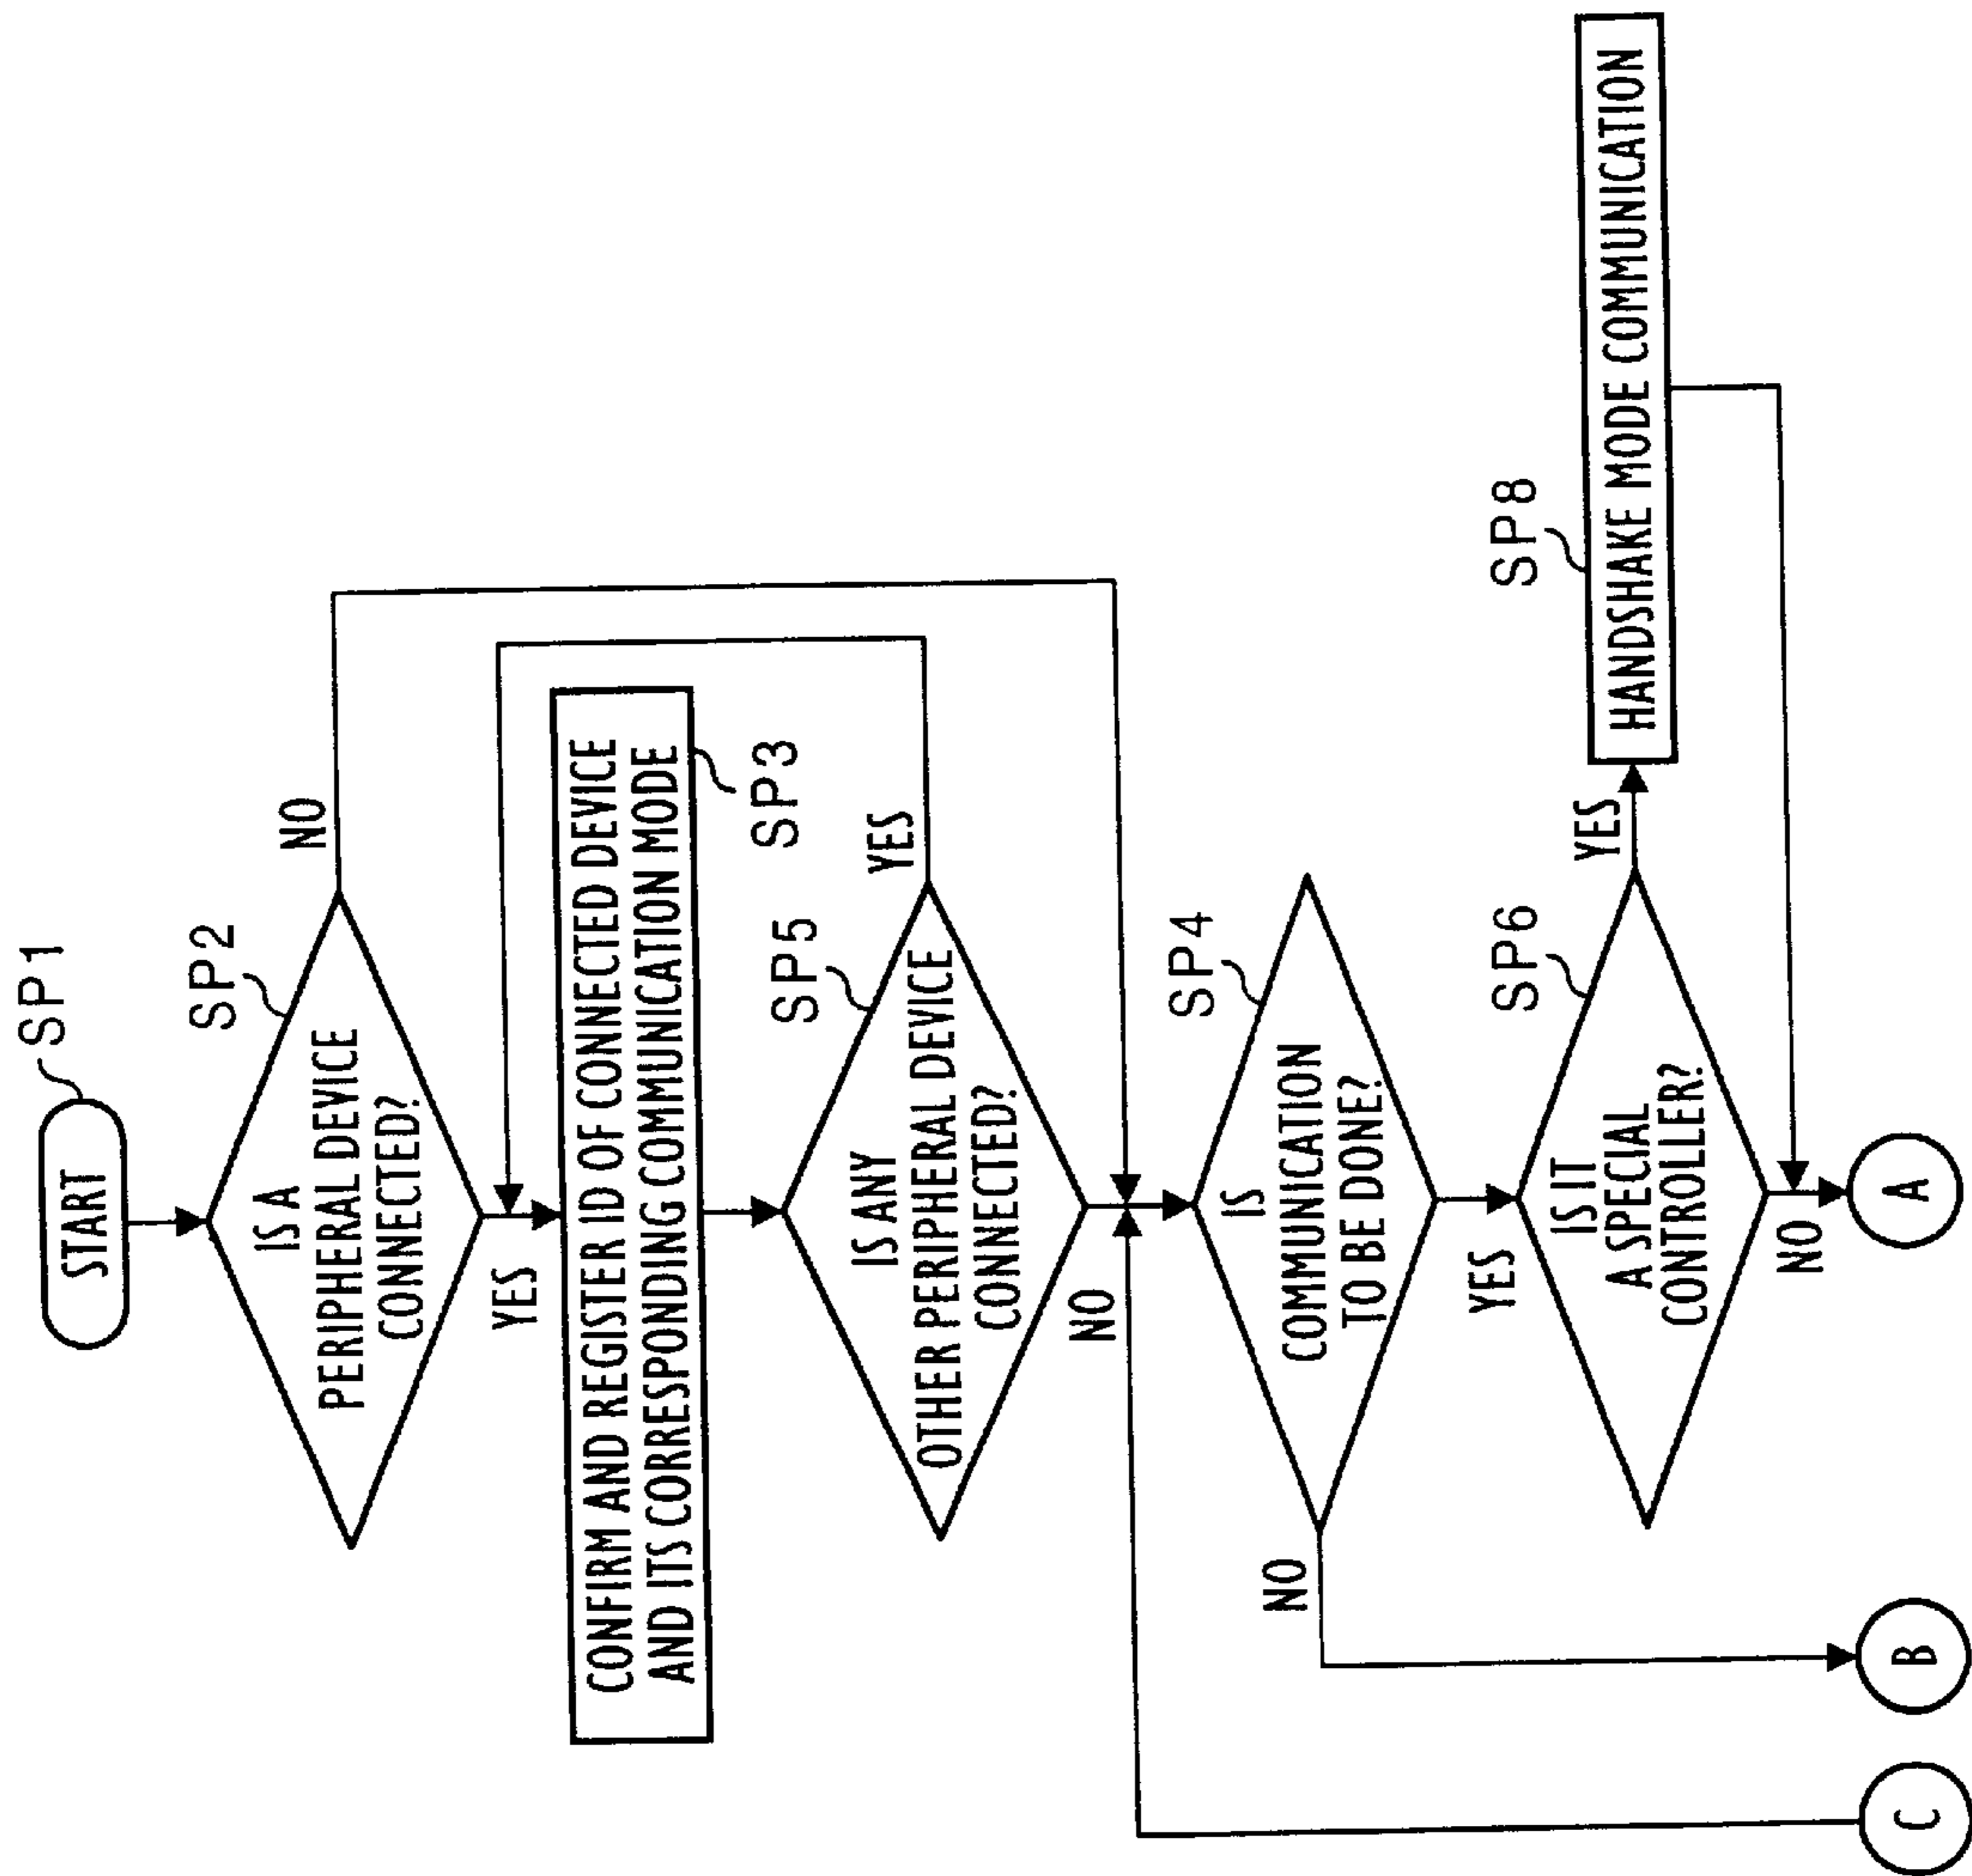 SP1
START
SP2
IS A
PERIPHERAL DEVICE
CONNECTED?
NO
YES
CONFIRM AND REGISTER ID OF CONNECTED DEVICE
AND ITS CORRESPONDING COMMUNICATION MODE
SP3
SP5
IS ANY
OTHER PERIPHERAL DEVICE
CONNECTED?
YES
NO
SP4
IS
COMMUNICATION
TO BE DONE?
NO
YES
SP6
IS IT
A SPECIAL
CONTROLLER?
YES
NO
SP8
HANDSHAKE MODE COMMUNICATION
C
B
A